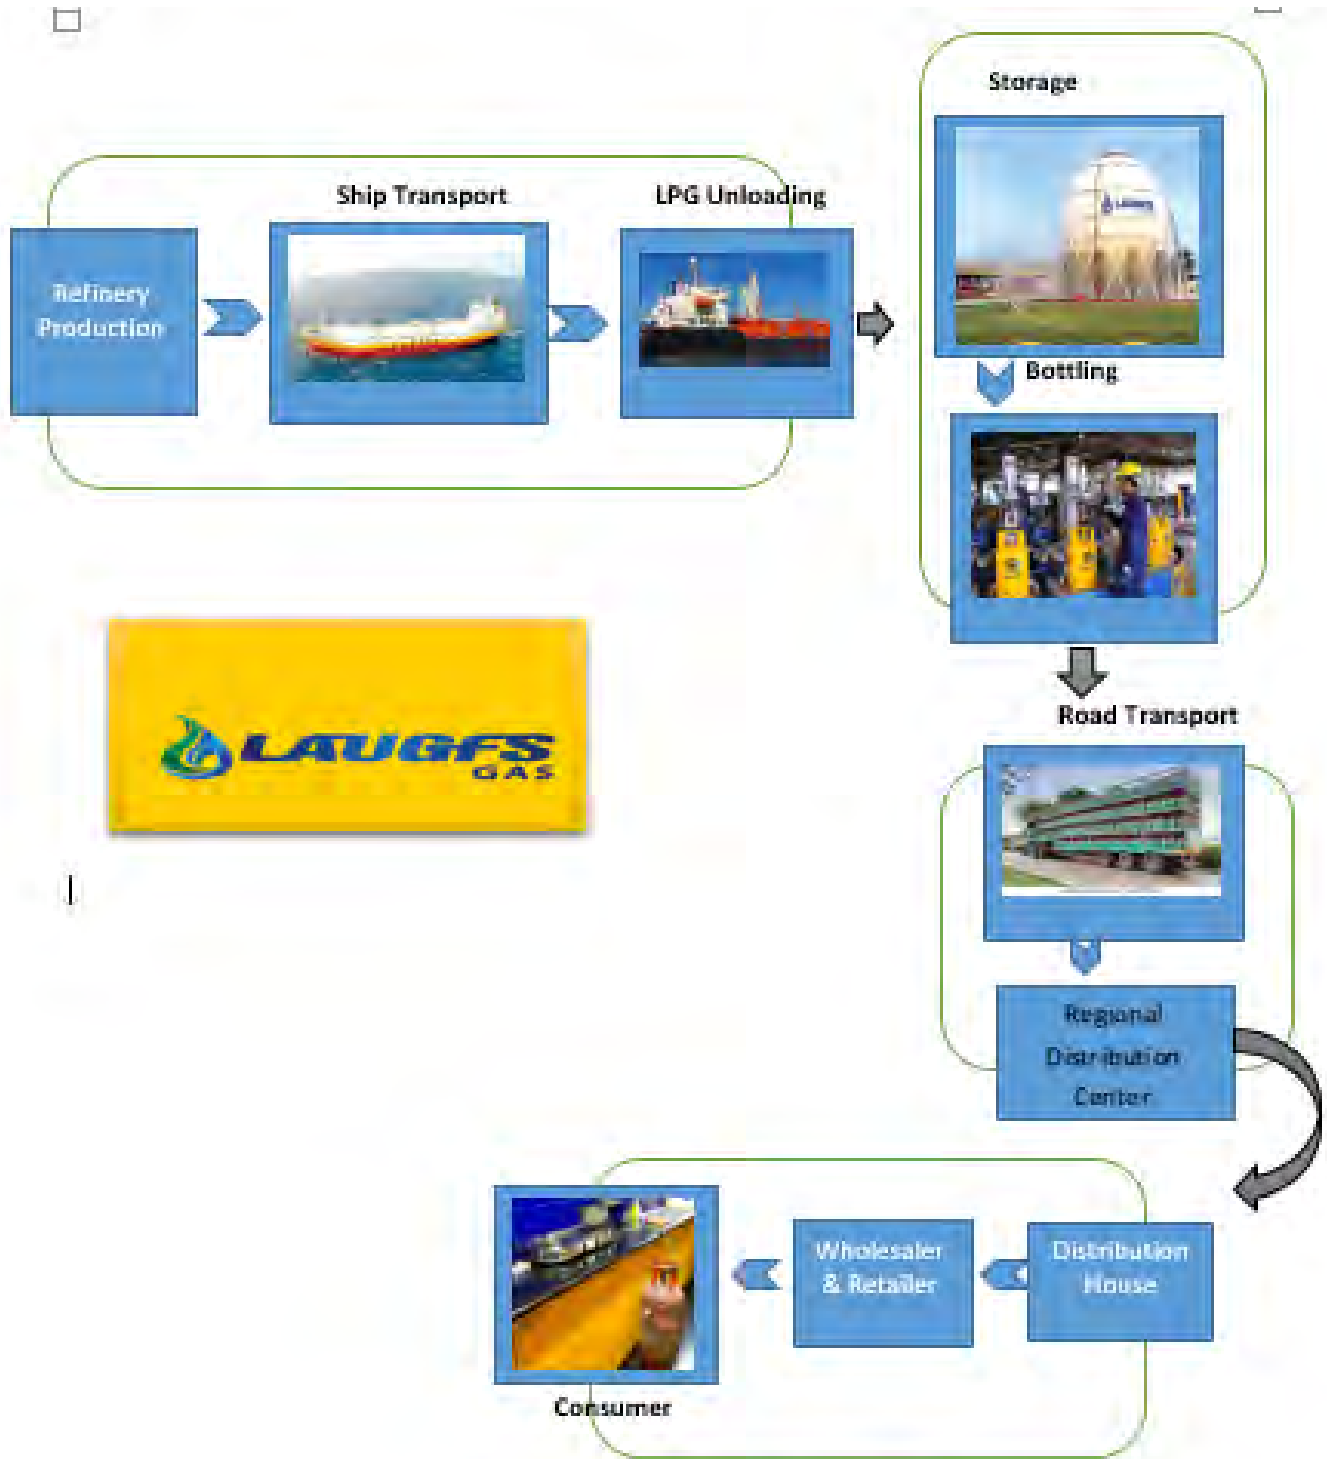 Storage
Ship Transport
LPG Unloading
Refinery
Production
LAUGFS
Bottling
LAUGFS
GAS
Road Transport
Regional
Distribution
Center
Wholesaler
& Retailer
Distribution
House
Consumer